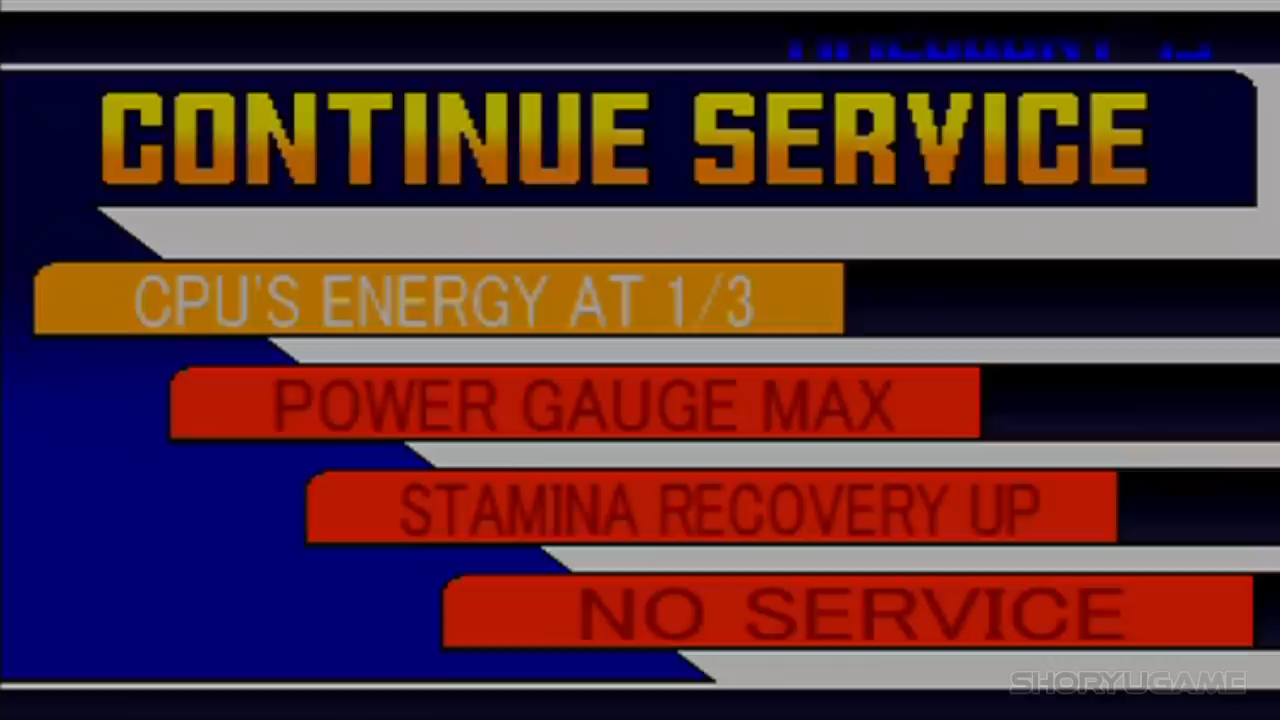 CONTINUE SERVICE
CPU'S ENERGY AT 1/3
POWER GAUGE MAX
STAMINA RECOVERY UP
NO SERVICE
SHORYUGAME